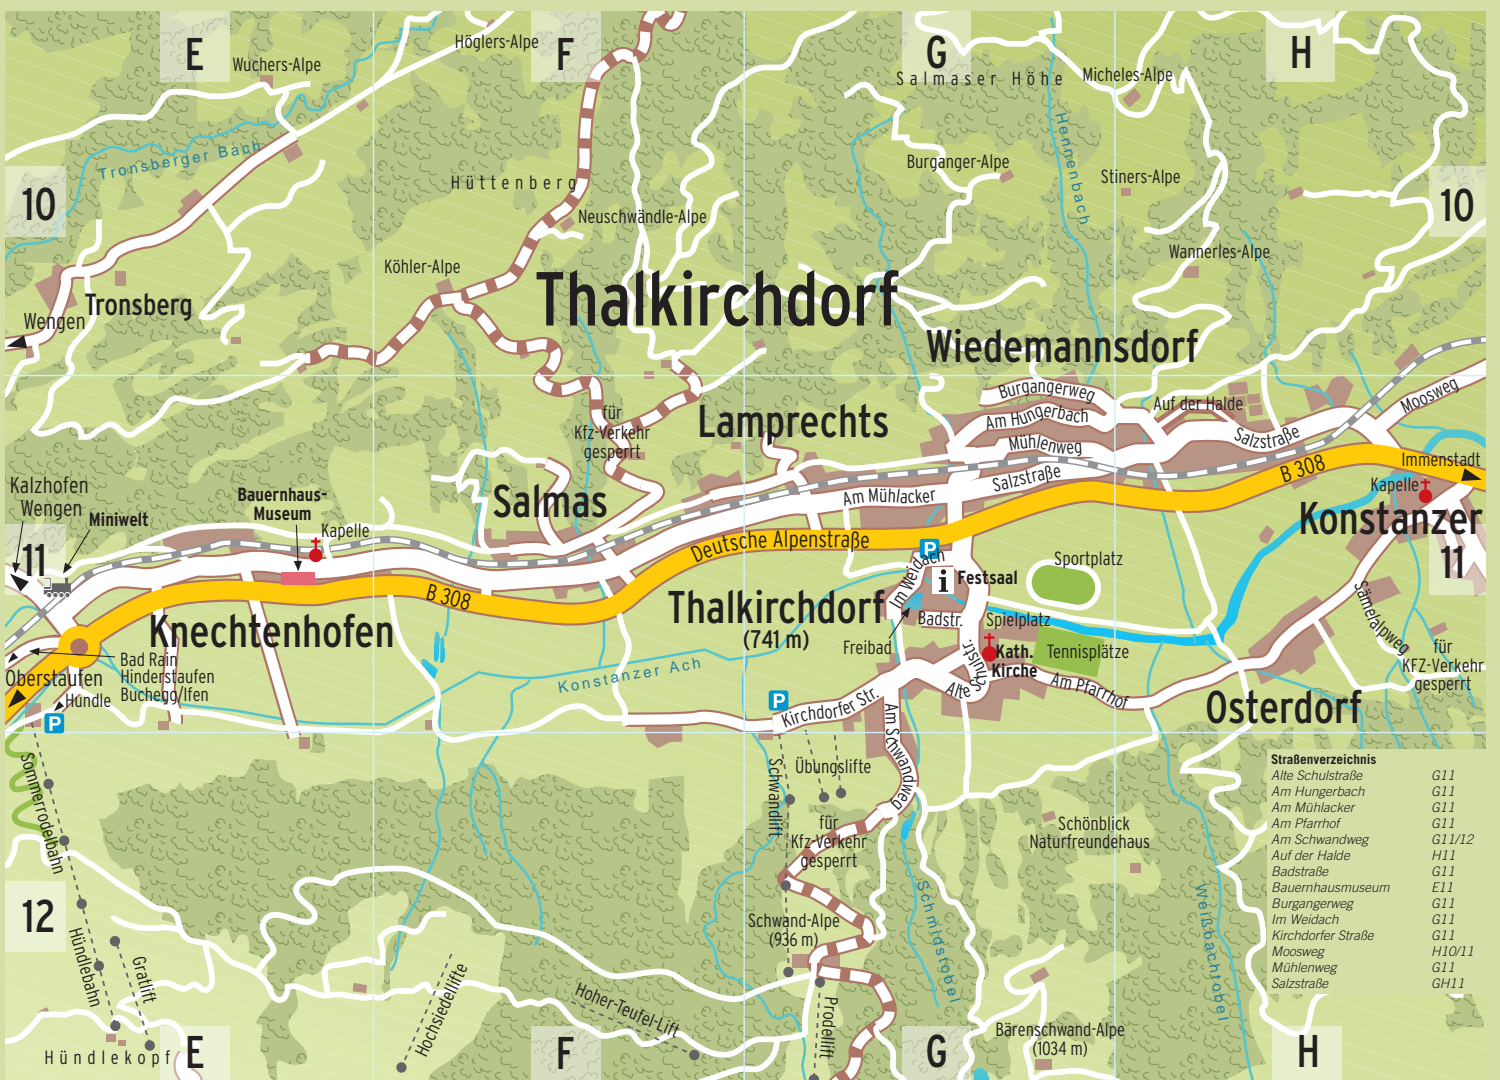 E
F
G
H
Wuchers-Alpe
Höglers-Alpe
Salmaser Höhe
Micheles-Alpe
Tronsberger Bach
Hennenbach
Burganger-Alpe
Stiners-Alpe
Hüttenberg
10
10
Neuschwändle-Alpe
Köhler-Alpe
Wannerles-Alpe
Tronsberg
Wengen
Thalkirchdorf
Wiedemannsdorf
Burgangerweg
Am Hungerbach
Mühlenweg
Auf der Halde
Salzstraße
Moosweg
für
Kfz-Verkehr
gesperrt
Lamprechts
Salzstraße
B 308
Immenstadt
Kalzhofen
Wengen
Miniwelt
Bauernhaus-
Museum
Kapelle
Salmas
Am Mühlacker
Kapelle
Konstanzer
11
11
Deutsche Alpenstraße
P
Im Weidach
i
Festsaal
Sportplatz
B 308
Knechtenhofen
Thalkirchdorf
(741 m)
Freibad
Badstr.
Spielplatz
Kath.
Kirche
Tennisplätze
Sämeralpweg
für
KFZ-Verkehr
gesperrt
Bad Rain
Hinderstaufen
Buchegg/Ifen
Oberstaufen
Hündle
P
Konstanzer Ach
P
Kirchdorfer Str.
Alte Schulstr.
Am Pfarrhof
Osterdorf
Am Schwandweg
Sommerrodelbahn
Schwandlift
Übungslifte
für
Kfz-Verkehr
gesperrt
Schönblick
Naturfreundehaus
12
Schwand-Alpe
(936 m)
Schmidstobel
Weißbachtobel
Hündlebahn
Gratlift
Hochsiedellifte
Hoher-Teufel-Lift
Prodellift
Bärenschwand-Alpe
(1034 m)
Hündlekopf
E
F
G
H
Straßenverzeichnis
Alte Schulstraße G11
Am Hungerbach G11
Am Mühlacker G11
Am Pfarrhof G11
Am Schwandweg G11/12
Auf der Halde H11
Badstraße G11
Bauernhausmuseum E11
Burgangerweg G11
Im Weidach G11
Kirchdorfer Straße G11
Moosweg H10/11
Mühlenweg G11
Salzstraße GH11